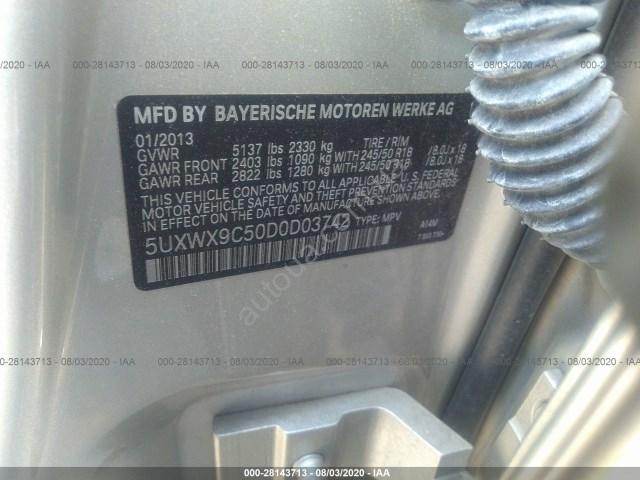 000-28143713 - 08/03/2020 - IAA
MFD BY BAYERISCHE MOTOREN WERKE AG
01/2013
GVWR 5137 lbs 2330 kg TIRE / RIM
GAWR FRONT 2403 lbs 1090 kg WITH 245/50 R18 /8.0J x 18
GAWR REAR 2822 lbs 1280 kg WITH 245/50 R18 /8.0J x 18
THIS VEHICLE CONFORMS TO ALL APPLICABLE U.S. FEDERAL
MOTOR VEHICLE SAFETY AND THEFT PREVENTION STANDARDS
IN EFFECT ON THE DATE OF MANUFACTURE SHOWN ABOVE.
5UXWX9C50D0D03742 TYPE: MPV A14M
autoua
000-28143713 - 08/03/2020 - IAA
000-28143713 - 08/03/2020 - IAA